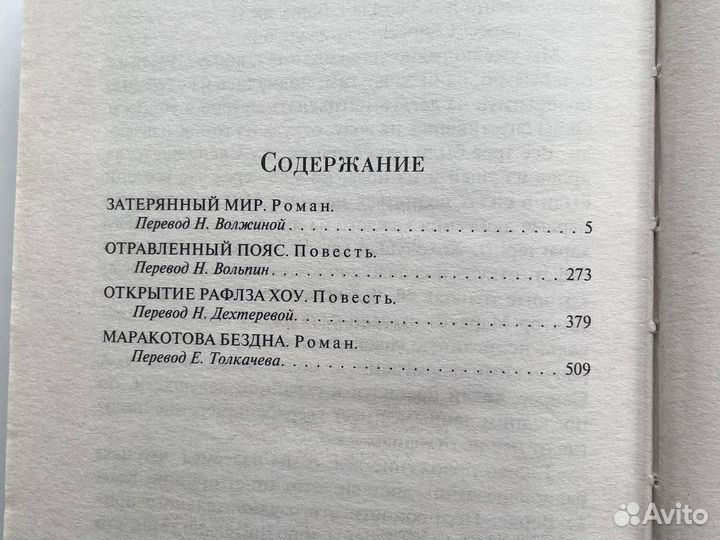 Содержание
ЗАТЕРЯННЫЙ МИР. Роман.
Перевод Н. Волжиной . . . . . . . . . . . . . . . . . . . . . . . 5
ОТРАВЛЕННЫЙ ПОЯС. Повесть.
Перевод Н. Вольпин . . . . . . . . . . . . . . . . . . . . . . . 273
ОТКРЫТИЕ РАФЛЗА ХОУ. Повесть.
Перевод Н. Дехтеревой . . . . . . . . . . . . . . . . . . . . . 379
МАРАКОТОВА БЕЗДНА. Роман.
Перевод Е. Толкачева . . . . . . . . . . . . . . . . . . . . . . 509
Avito